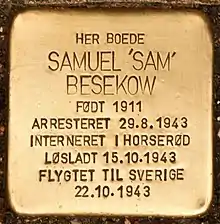 HER BOEDE
SAMUEL 'SAM'
BESEKOW
FØDT 1911
ARRESTERET 29.8.1943
INTERNERET I HORSERØD
LØSLADT 15.10.1943
FLYGTET TIL SVERIGE
22.10.1943